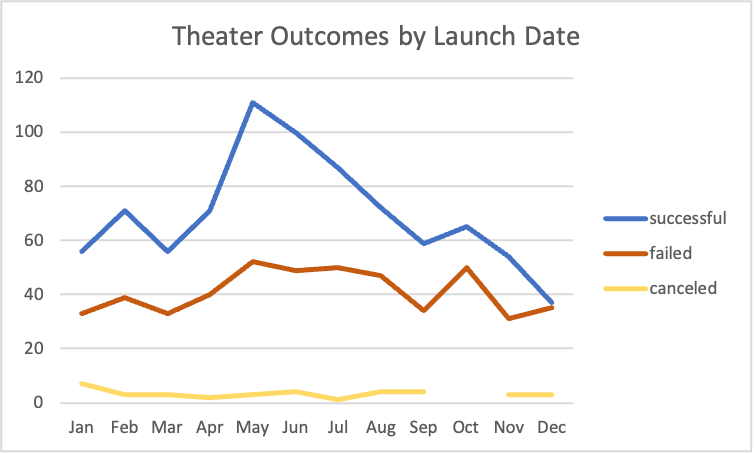 Theater Outcomes by Launch Date
120
100
80
60
40
20
0
Jan Feb Mar Apr May Jun Jul Aug Sep Oct Nov Dec
successful
failed
canceled